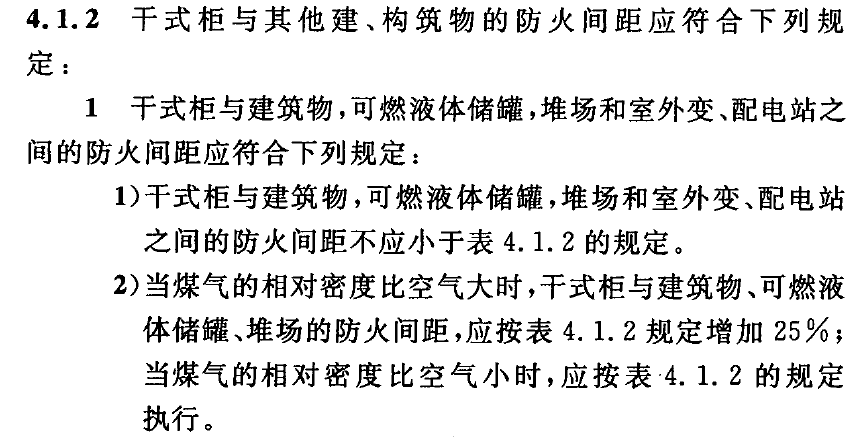 4.1.2 干式柜与其他建、构筑物的防火间距应符合下列规
定：
1 干式柜与建筑物，可燃液体储罐，堆场和室外变、配电站之
间的防火间距应符合下列规定：
1）干式柜与建筑物，可燃液体储罐，堆场和室外变、配电站
之间的防火间距不应小于表 4.1.2 的规定。
2）当煤气的相对密度比空气大时，干式柜与建筑物、可燃液
体储罐、堆场的防火间距，应按表 4.1.2 规定增加 25％；
当煤气的相对密度比空气小时，应按表 4.1.2 的规定
执行。